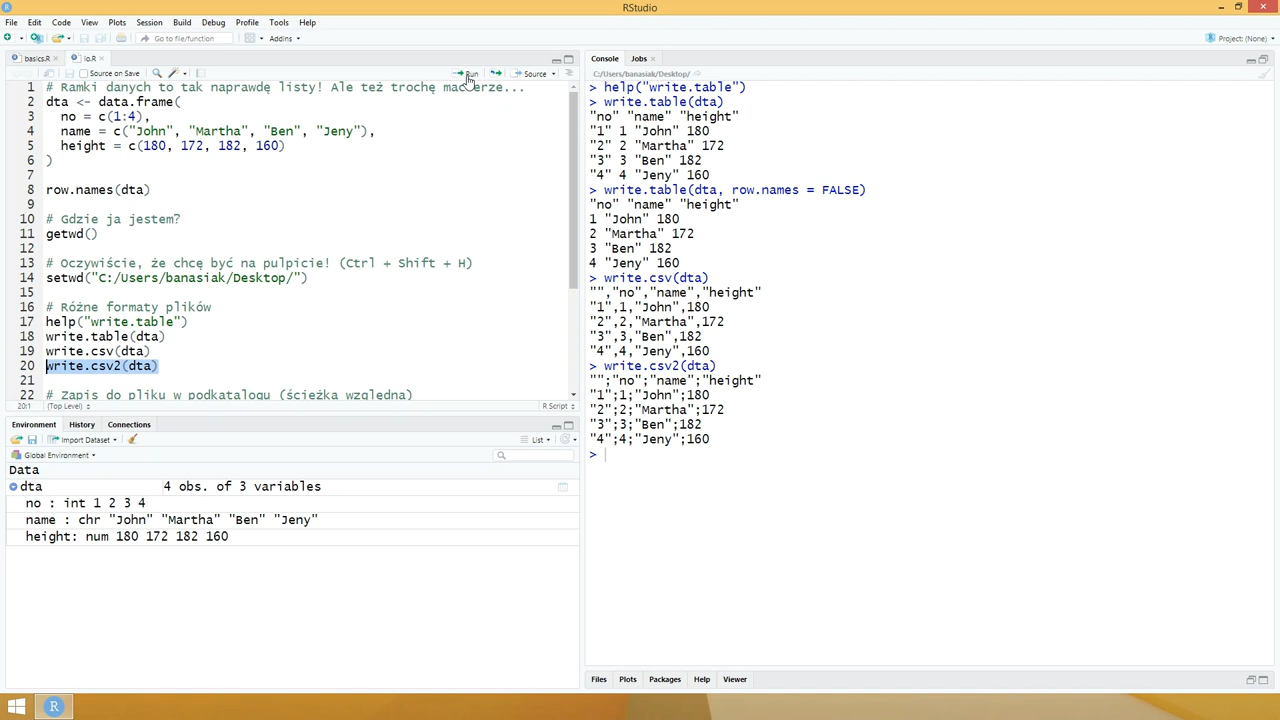 RStudio
File Edit Code View Plots Session Build Debug Profile Tools Help
Go to file/function Addins Project: (None)
basics.R io.R
Source on Save Run Source
1 # Ramki danych to tak naprawdę listy! Ale też trochę macierze...
2 dta <- data.frame(
3 no = c(1:4),
4 name = c("John", "Martha", "Ben", "Jeny"),
5 height = c(180, 172, 182, 160)
6 )
7
8 row.names(dta)
9
10 # Gdzie ja jestem?
11 getwd()
12
13 # Oczywiście, że chcę być na pulpicie! (Ctrl + Shift + H)
14 setwd("C:/Users/banasiak/Desktop/")
15
16 # Różne formaty plików
17 help("write.table")
18 write.table(dta)
19 write.csv(dta)
20 write.csv2(dta)
21
22 # Zapis do pliku w podkatalogu (ścieżka względna)
20:1 (Top Level) R Script
Environment History Connections
Import Dataset List
Global Environment
Data
dta 4 obs. of 3 variables
no : int 1 2 3 4
name : chr "John" "Martha" "Ben" "Jeny"
height: num 180 172 182 160
Console Jobs
C:/Users/banasiak/Desktop/
> help("write.table")
> write.table(dta)
"no" "name" "height"
"1" 1 "John" 180
"2" 2 "Martha" 172
"3" 3 "Ben" 182
"4" 4 "Jeny" 160
> write.table(dta, row.names = FALSE)
"no" "name" "height"
1 "John" 180
2 "Martha" 172
3 "Ben" 182
4 "Jeny" 160
> write.csv(dta)
"","no","name","height"
"1",1,"John",180
"2",2,"Martha",172
"3",3,"Ben",182
"4",4,"Jeny",160
> write.csv2(dta)
"";"no";"name";"height"
"1";1;"John";180
"2";2;"Martha";172
"3";3;"Ben";182
"4";4;"Jeny";160
>
Files Plots Packages Help Viewer
R